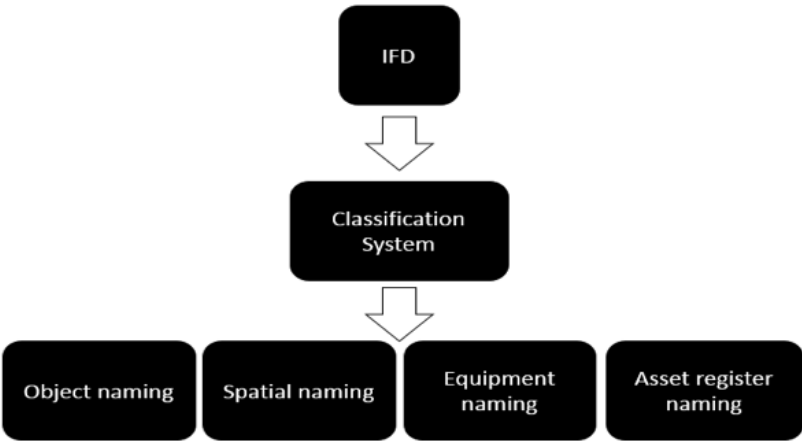 IFD
Classification
System
Object naming
Spatial naming
Equipment
naming
Asset register
naming